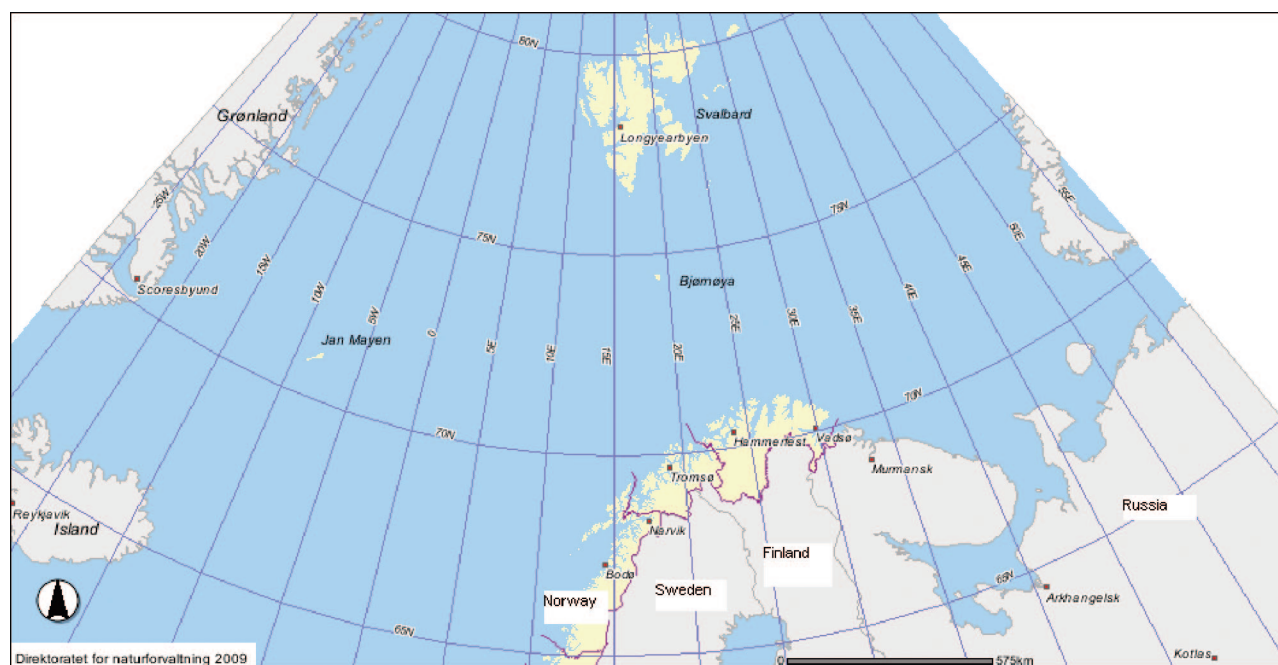 80N
Grønland
Svalbard
Longyearbyen
25W
20W
15W
10W
5W
0
5E
10E
15E
20E
25E
30E
35E
40E
45E
50E
55E
75N
75N
Scoresbyund
Bjørnøya
Jan Mayen
70N
70N
Hammerfest
Vadsø
Tromsø
Murmansk
Reykjavik
Island
Narvik
Russia
Finland
Bodø
Sweden
Norway
65N
65N
Arkhangelsk
Kotlas
Direktoratet for naturforvaltning 2009
0
575km